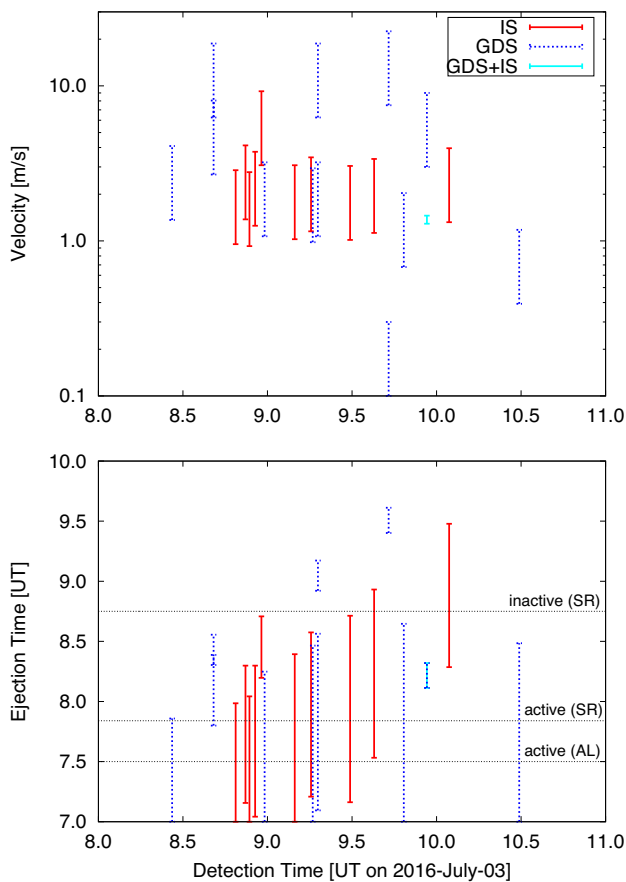 IS
GDS
GDS+IS
10.0
1.0
0.1
Velocity [m/s]
8.0 8.5 9.0 9.5 10.0 10.5 11.0
10.0
9.5
9.0
8.5
8.0
7.5
7.0
Ejection Time [UT]
inactive (SR)
active (SR)
active (AL)
8.0 8.5 9.0 9.5 10.0 10.5 11.0
Detection Time [UT on 2016-July-03]